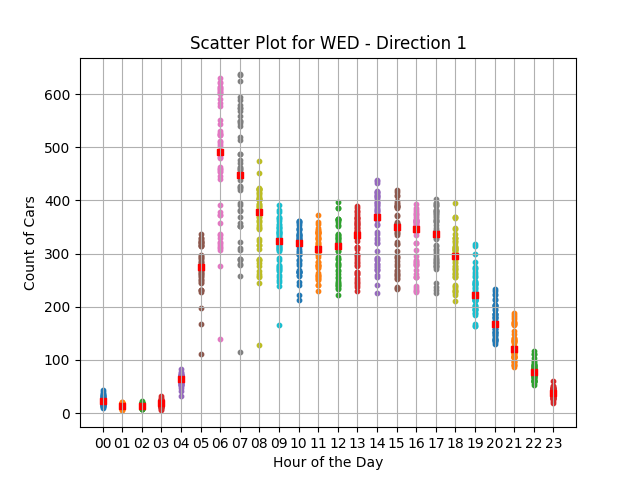 Scatter Plot for WED - Direction 1
Count of Cars
600
500
400
300
200
100
0
00 01 02 03 04 05 06 07 08 09 10 11 12 13 14 15 16 17 18 19 20 21 22 23
Hour of the Day